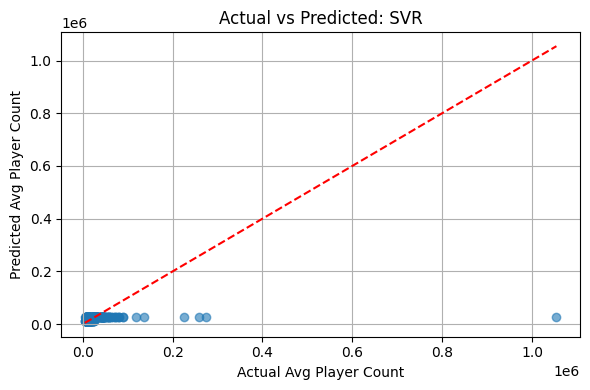 Actual vs Predicted: SVR
1e6
Predicted Avg Player Count
1.0
0.8
0.6
0.4
0.2
0.0
0.0 0.2 0.4 0.6 0.8 1.0
1e6
Actual Avg Player Count